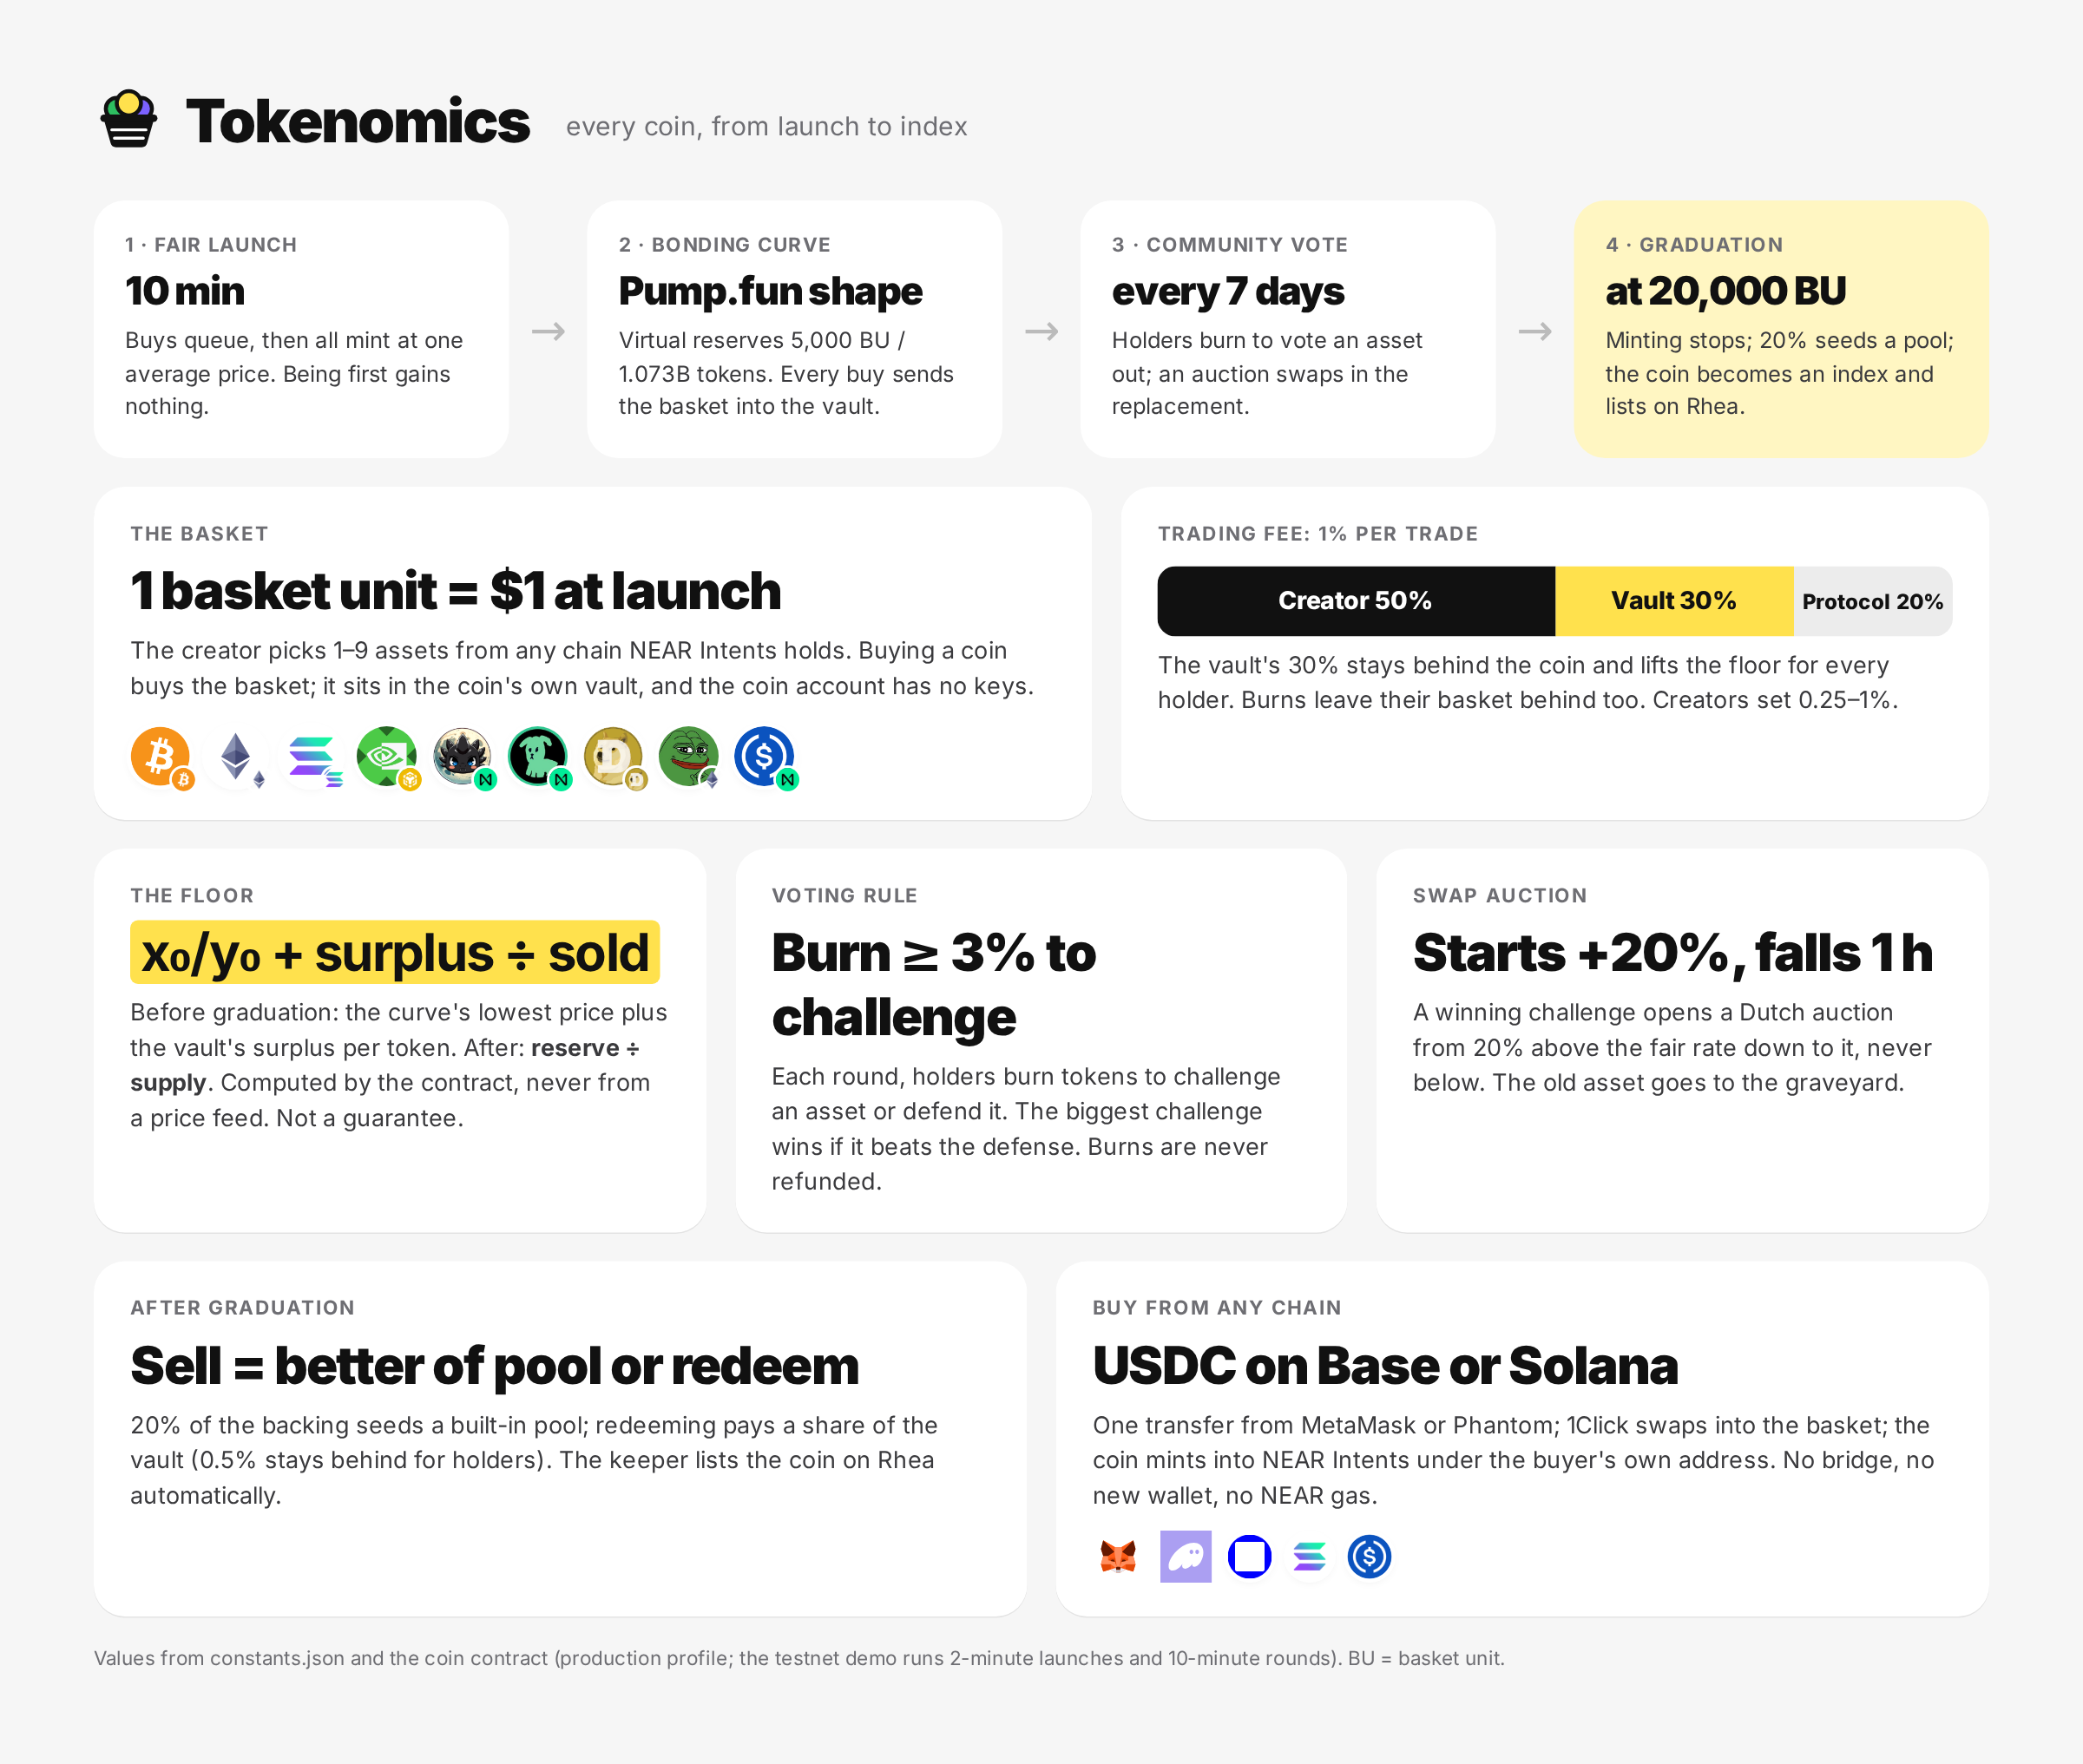 Tokenomics every coin, from launch to index
1 · FAIR LAUNCH
10 min
Buys queue, then all mint at one
average price. Being first gains
nothing.
→
2 · BONDING CURVE
Pump.fun shape
Virtual reserves 5,000 BU /
1.073B tokens. Every buy sends
the basket into the vault.
→
3 · COMMUNITY VOTE
every 7 days
Holders burn to vote an asset
out; an auction swaps in the
replacement.
→
4 · GRADUATION
at 20,000 BU
Minting stops; 20% seeds a pool;
the coin becomes an index and
lists on Rhea.
THE BASKET
1 basket unit = $1 at launch
The creator picks 1–9 assets from any chain NEAR Intents holds. Buying a coin
buys the basket; it sits in the coin's own vault, and the coin account has no keys.
TRADING FEE: 1% PER TRADE
Creator 50% Vault 30% Protocol 20%
The vault's 30% stays behind the coin and lifts the floor for every
holder. Burns leave their basket behind too. Creators set 0.25–1%.
THE FLOOR
x₀/y₀ + surplus ÷ sold
Before graduation: the curve's lowest price plus
the vault's surplus per token. After: reserve ÷
supply. Computed by the contract, never from
a price feed. Not a guarantee.
VOTING RULE
Burn ≥ 3% to
challenge
Each round, holders burn tokens to challenge
an asset or defend it. The biggest challenge
wins if it beats the defense. Burns are never
refunded.
SWAP AUCTION
Starts +20%, falls 1 h
A winning challenge opens a Dutch auction
from 20% above the fair rate down to it, never
below. The old asset goes to the graveyard.
AFTER GRADUATION
Sell = better of pool or redeem
20% of the backing seeds a built-in pool; redeeming pays a share of the
vault (0.5% stays behind for holders). The keeper lists the coin on Rhea
automatically.
BUY FROM ANY CHAIN
USDC on Base or Solana
One transfer from MetaMask or Phantom; 1Click swaps into the basket; the
coin mints into NEAR Intents under the buyer's own address. No bridge, no
new wallet, no NEAR gas.
Values from constants.json and the coin contract (production profile; the testnet demo runs 2-minute launches and 10-minute rounds). BU = basket unit.